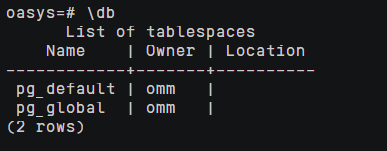 oasys=# \db
      List of tablespaces
    Name    | Owner | Location
------------+-------+----------
 pg_default | omm   |
 pg_global  | omm   |
(2 rows)